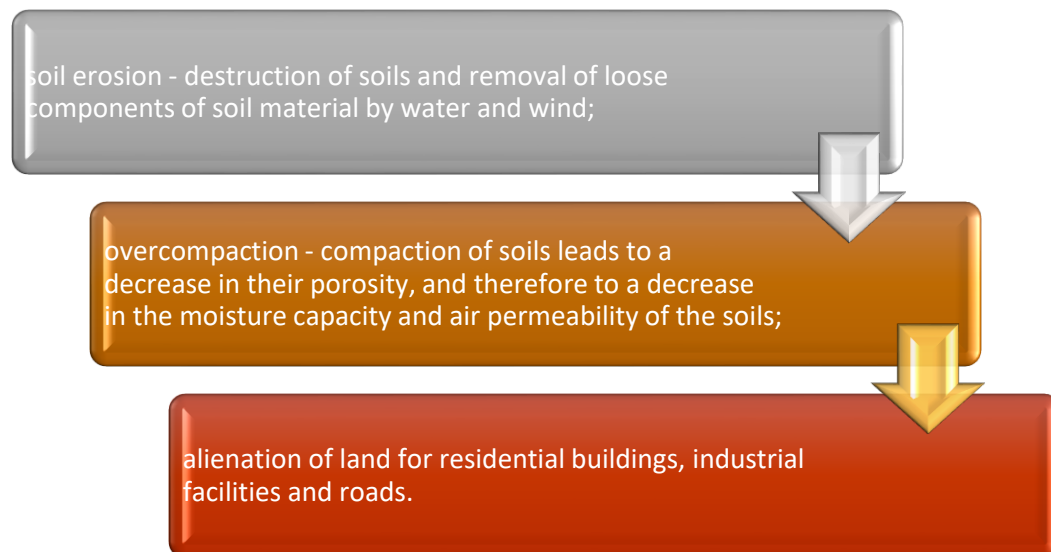 soil erosion - destruction of soils and removal of loose
components of soil material by water and wind;
overcompaction - compaction of soils leads to a
decrease in their porosity, and therefore to a decrease
in the moisture capacity and air permeability of the soils;
alienation of land for residential buildings, industrial
facilities and roads.